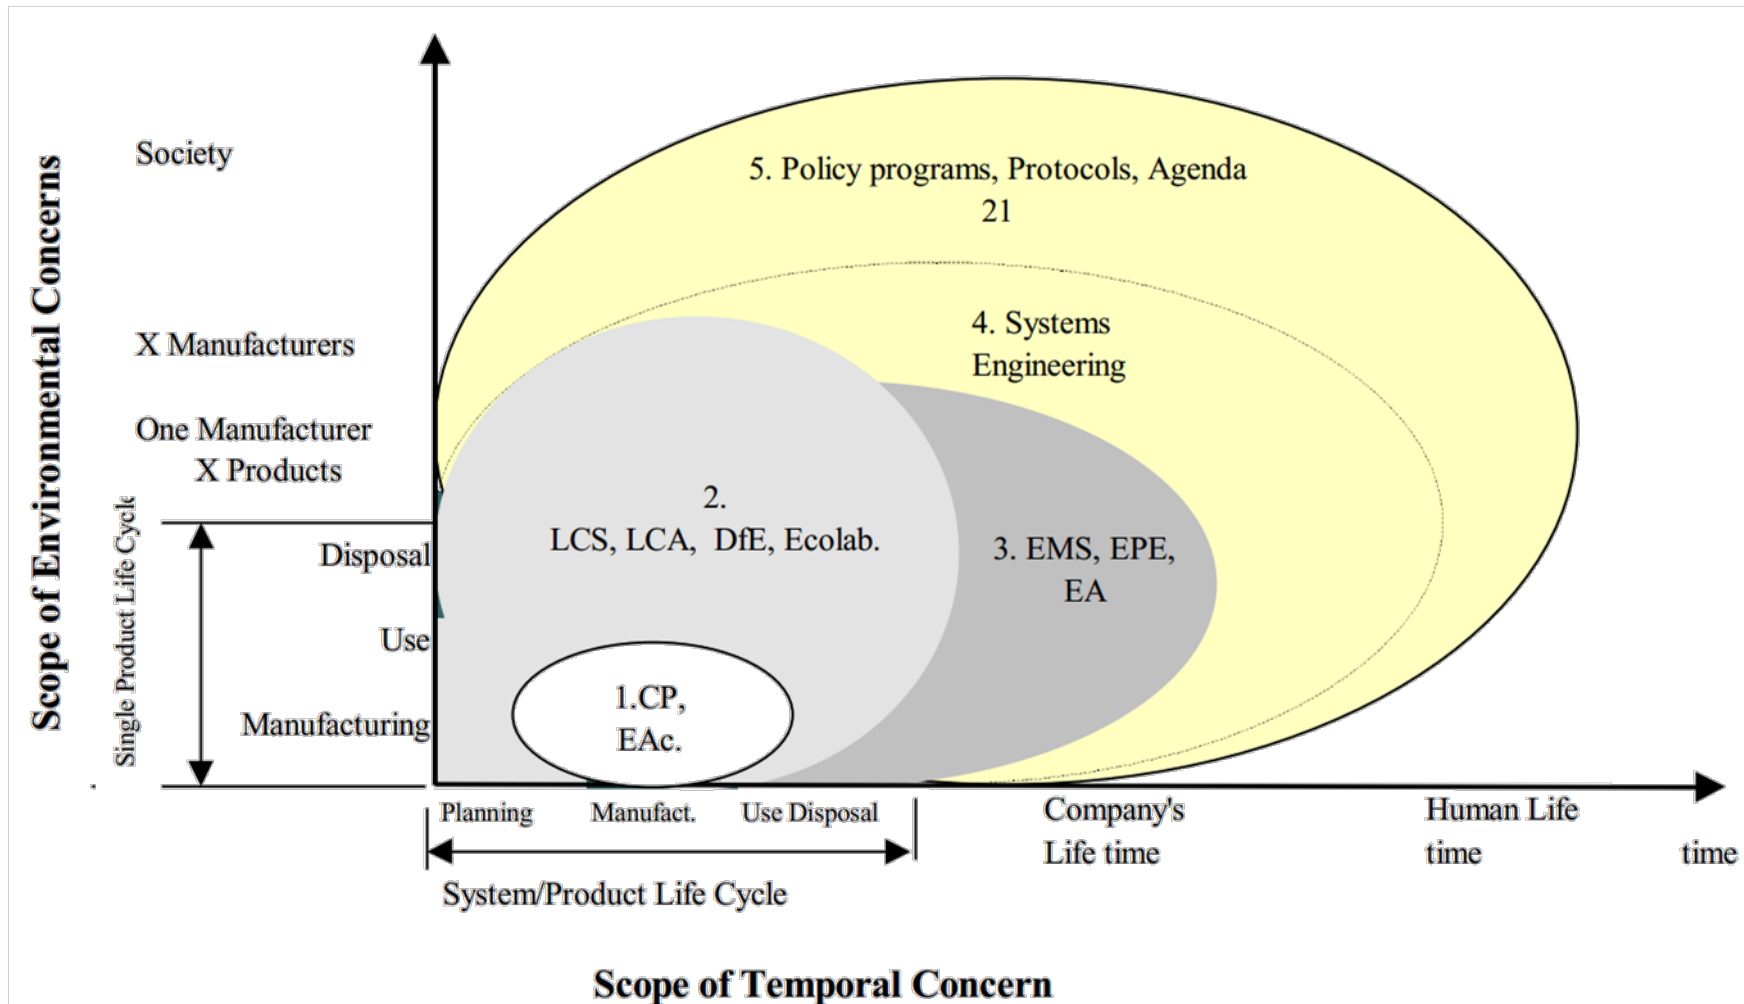 Scope of Environmental Concerns
Society
X Manufacturers
One Manufacturer
X Products
Single Product Life Cycle
Disposal
Use
Manufacturing
5. Policy programs, Protocols, Agenda
21
4. Systems
Engineering
2.
LCS, LCA, DfE, Ecolab.
3. EMS, EPE,
EA
1.CP,
EAc.
Planning
Manufact.
Use Disposal
System/Product Life Cycle
Company's
Life time
Human Life
time
time
Scope of Temporal Concern